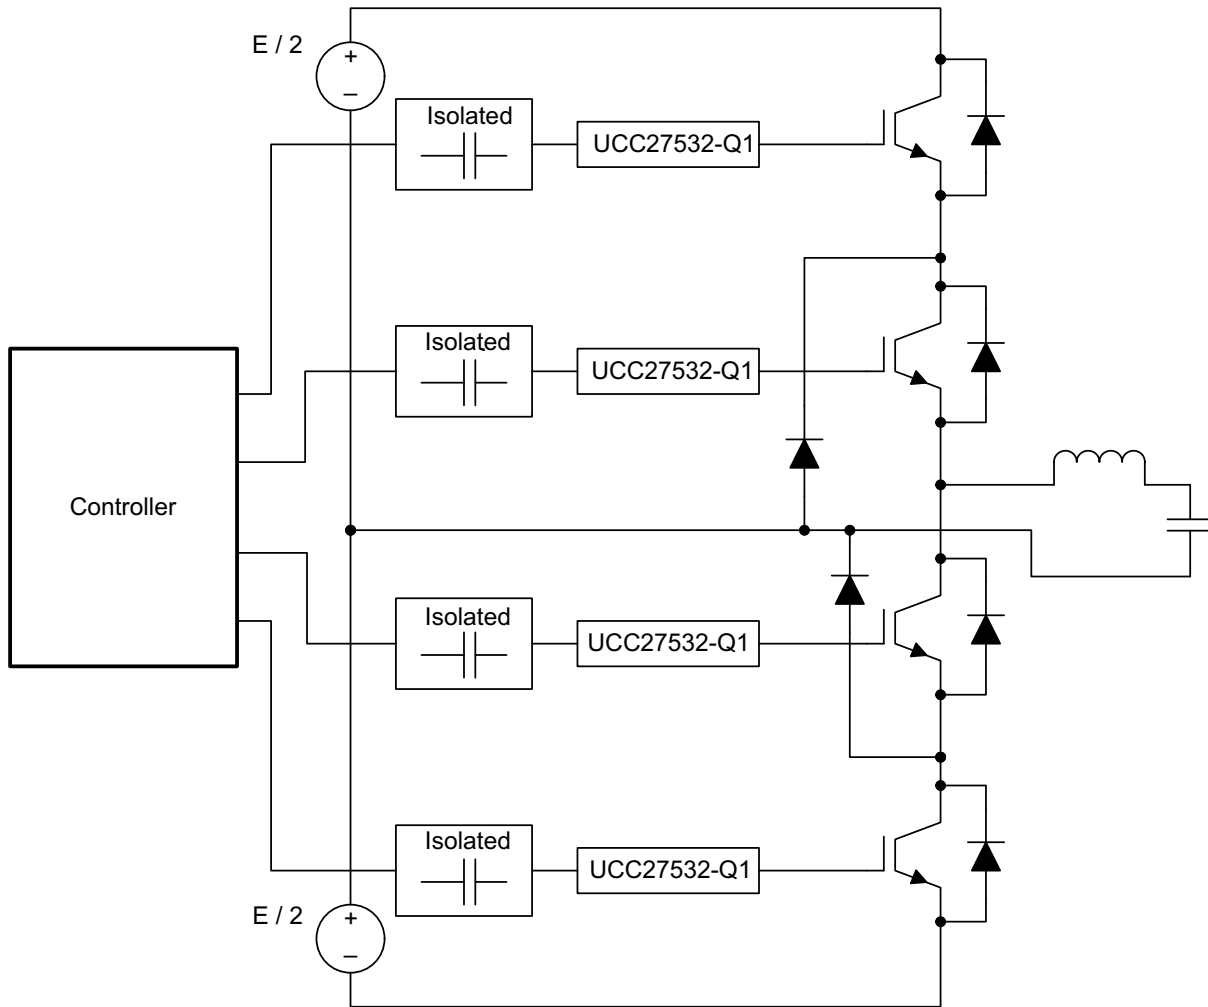 E / 2
+
–
Isolated
UCC27532-Q1
Isolated
UCC27532-Q1
Controller
Isolated
UCC27532-Q1
Isolated
UCC27532-Q1
E / 2
+
–